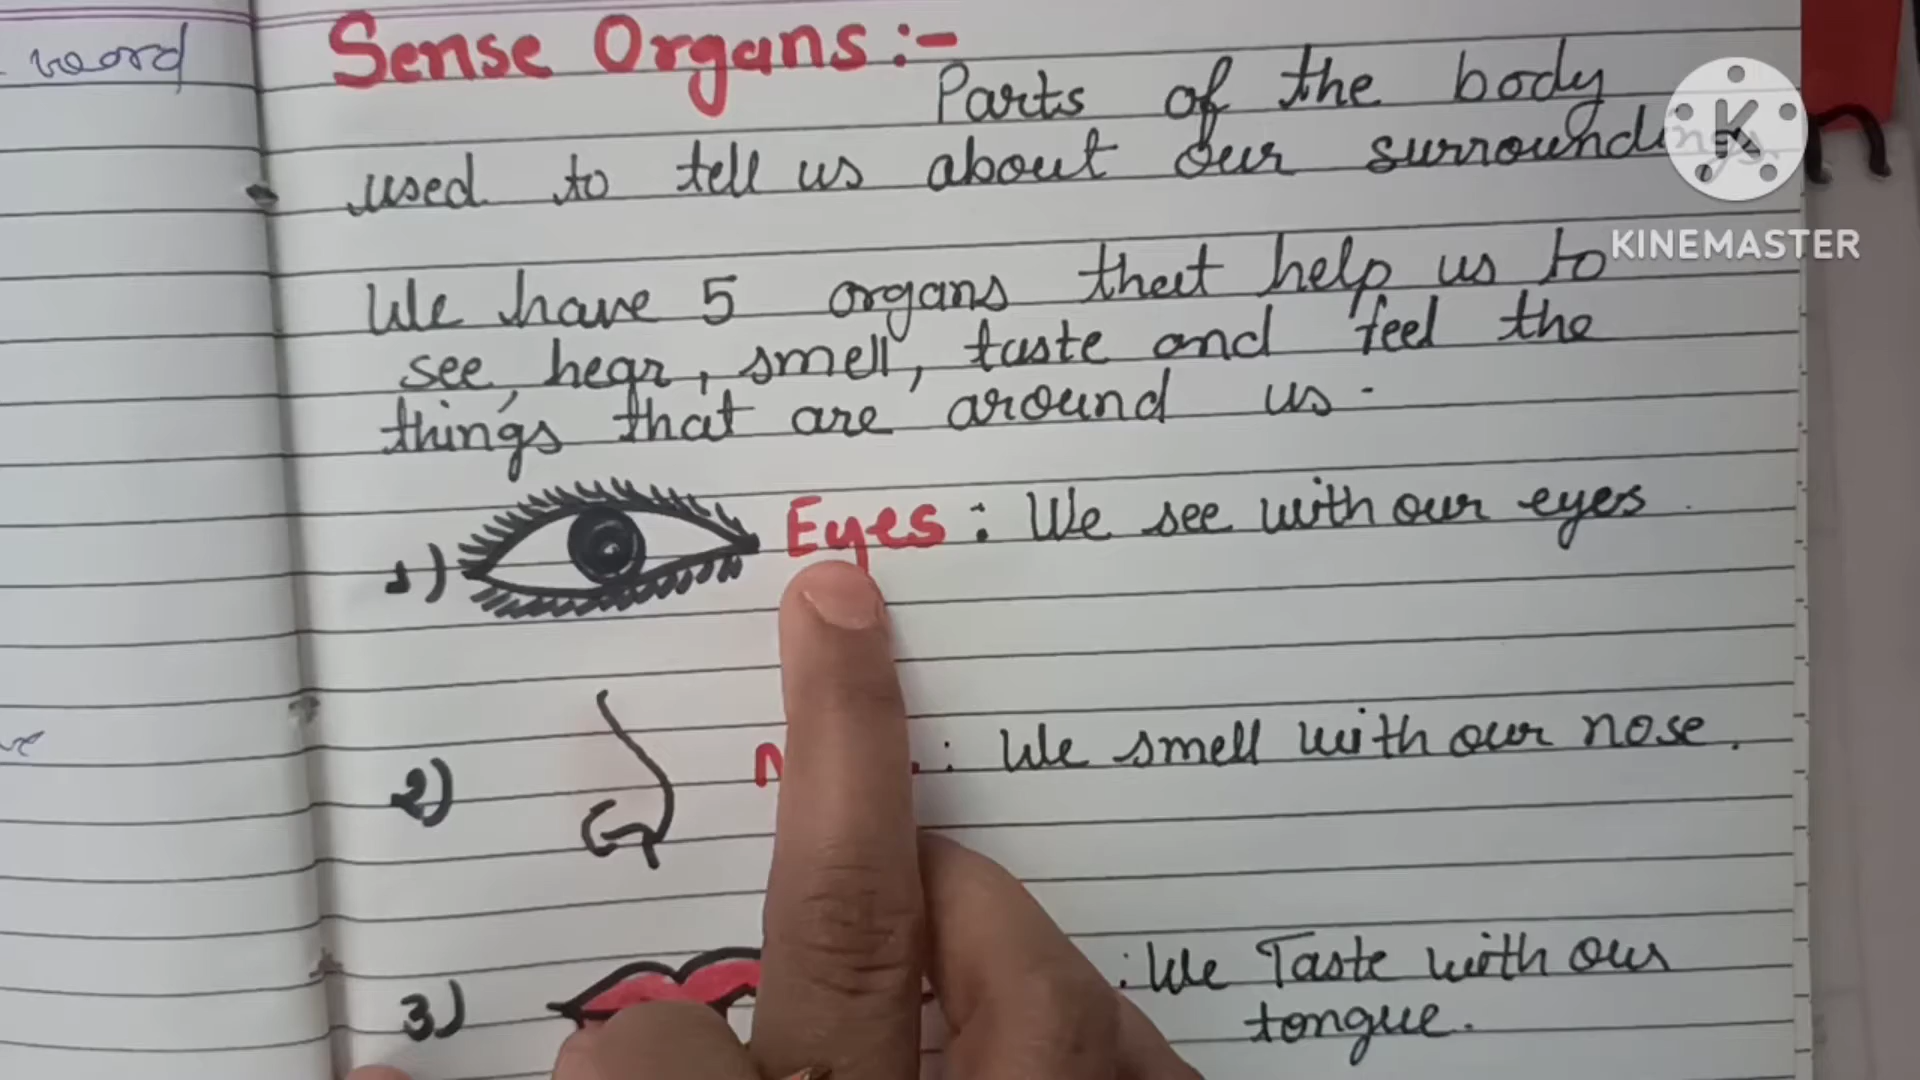 word
Sense Organs :-
Parts of the body
used to tell us about our surroundings.
We have 5 organs that help us to
see, hear, smell, taste and feel the
things that are around us.
1) Eyes : We see with our eyes.
2) : We smell with our nose.
3) : We Taste with our
tongue.
K
KINEMASTER